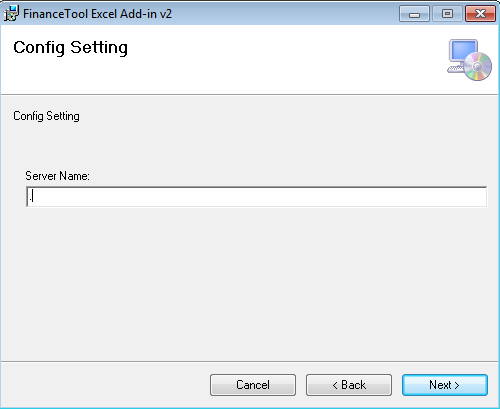 FinanceTool Excel Add-in v2
Config Setting
Config Setting
Server Name:
.
Cancel
< Back
Next >